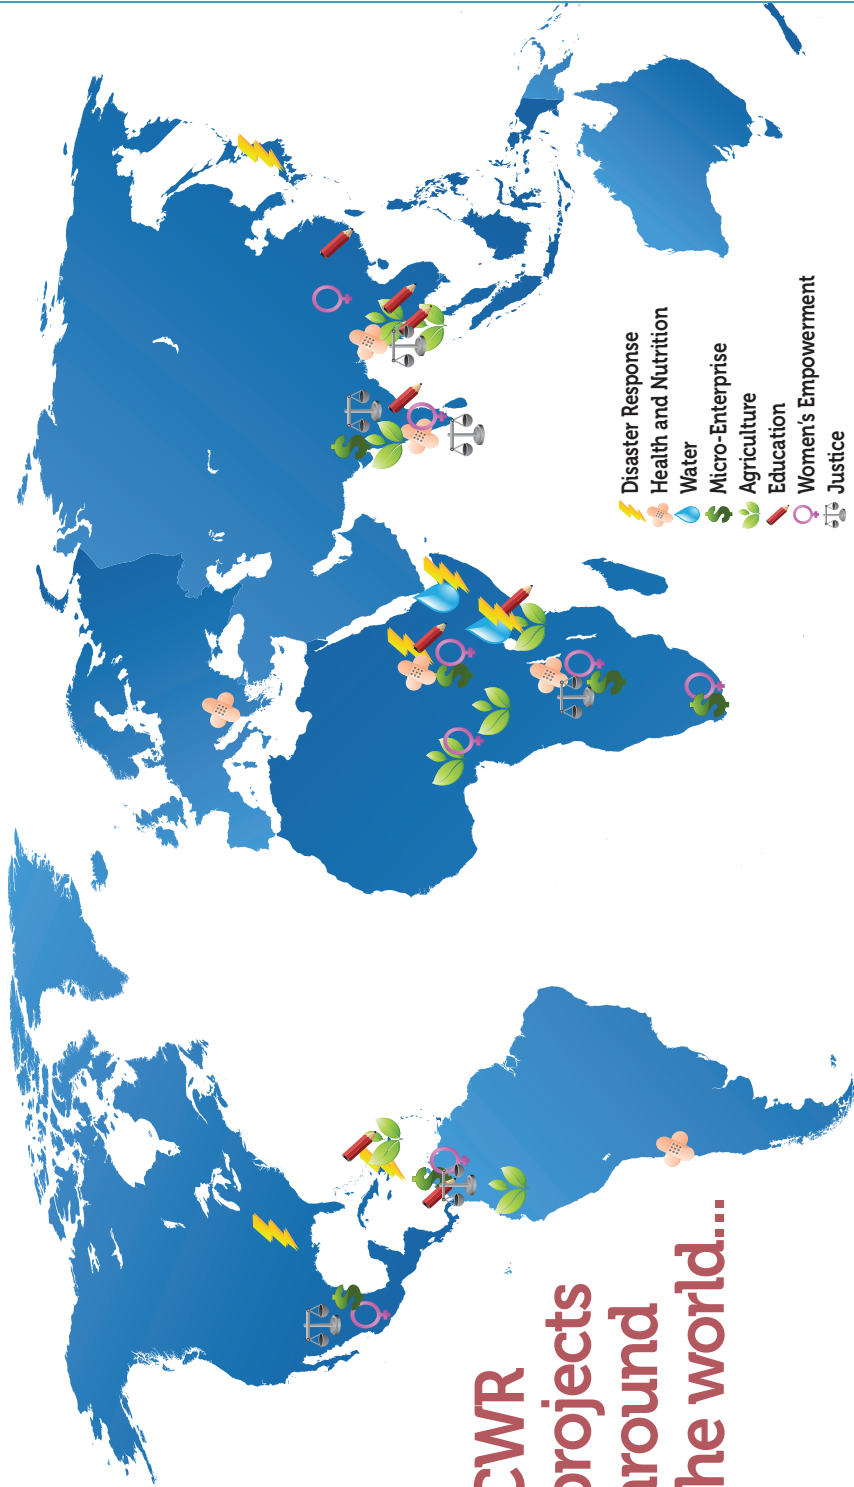 CWR
projects
around
he world...
Disaster Response
Health and Nutrition
Water
Micro-Enterprise
Agriculture
Education
Women's Empowerment
Justice